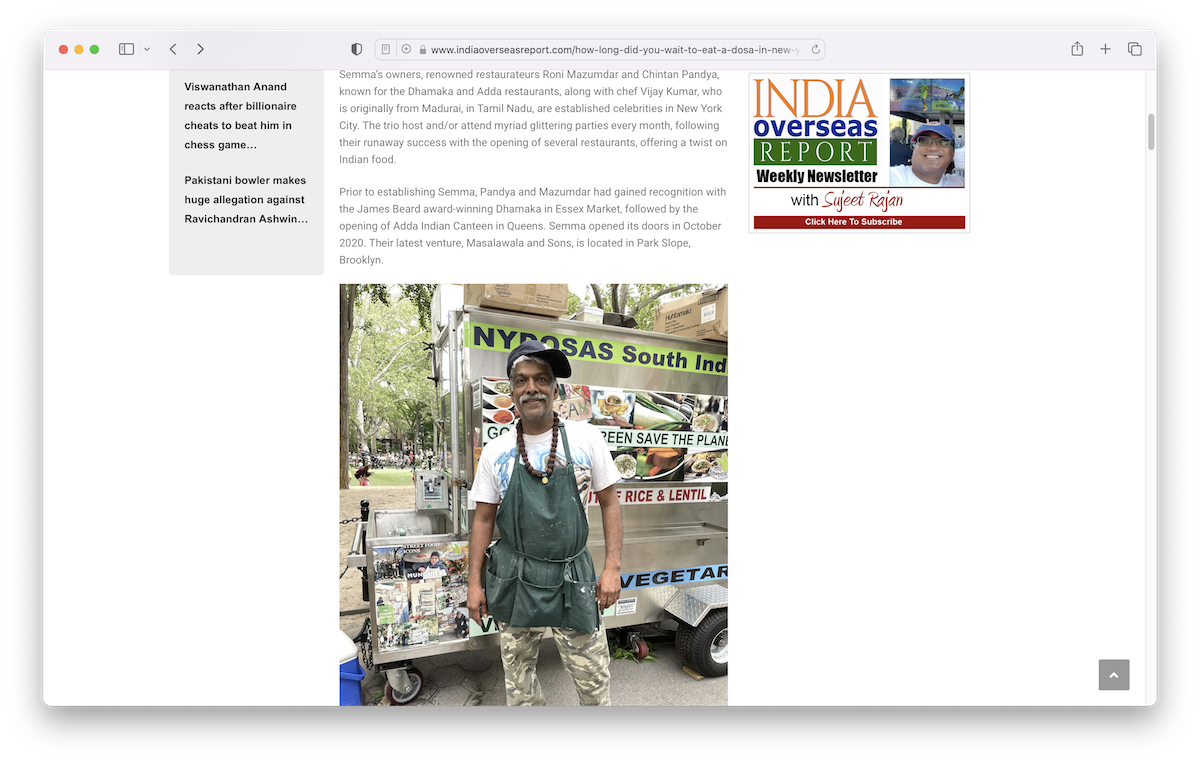 www.indiaoverseasreport.com/how-long-did-you-wait-to-eat-a-dosa-in-new-y
Viswanathan Anand
reacts after billionaire
cheats to beat him in
chess game…
Pakistani bowler makes
huge allegation against
Ravichandran Ashwin…
Semma's owners, renowned restaurateurs Roni Mazumdar and Chintan Pandya,
known for the Dhamaka and Adda restaurants, along with chef Vijay Kumar, who
is originally from Madurai, in Tamil Nadu, are established celebrities in New York
City. The trio host and/or attend myriad glittering parties every month, following
their runaway success with the opening of several restaurants, offering a twist on
Indian food.
Prior to establishing Semma, Pandya and Mazumdar had gained recognition with
the James Beard award-winning Dhamaka in Essex Market, followed by the
opening of Adda Indian Canteen in Queens. Semma opened its doors in October
2020. Their latest venture, Masalawala and Sons, is located in Park Slope,
Brooklyn.
INDIA
overseas
REPORT
Weekly Newsletter
with Sujeet Rajan
Click Here To Subscribe
Huhtamaki
NYDOSAS South Ind
GO REEN SAVE THE PLANE
F RICE & LENTIL
STREET FOOD
ICONS
VEGETAR